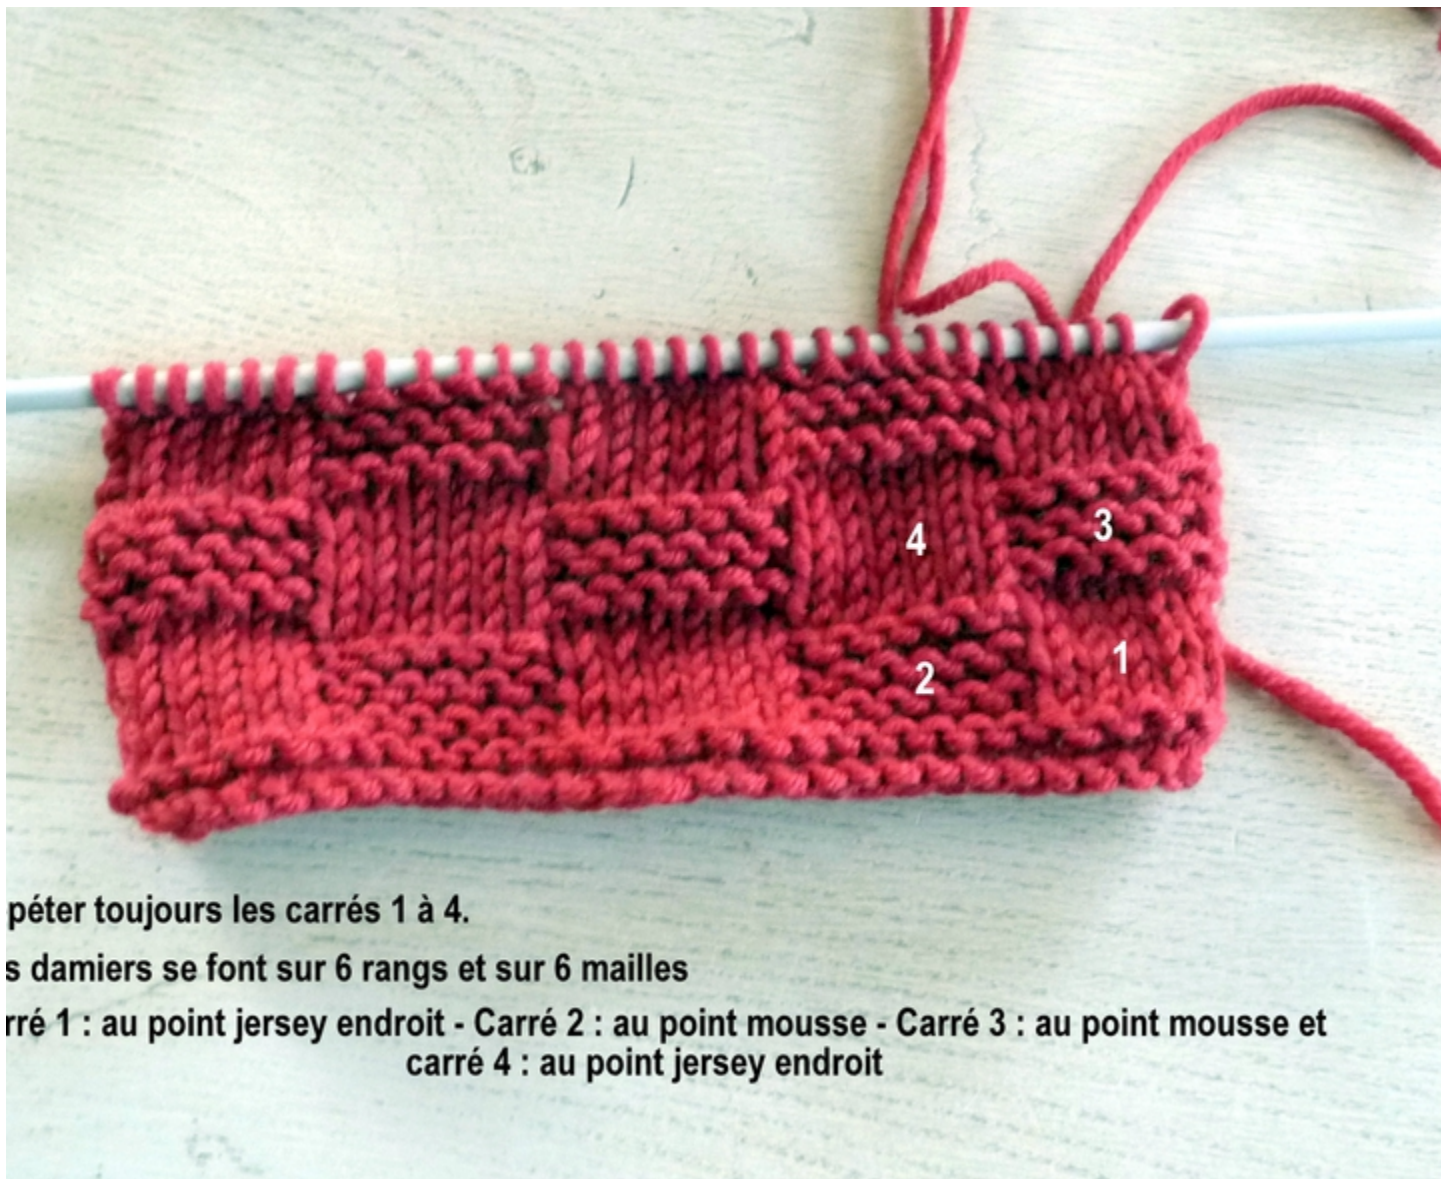 4
3
2
1
péter toujours les carrés 1 à 4.
s damiers se font sur 6 rangs et sur 6 mailles
rré 1 : au point jersey endroit - Carré 2 : au point mousse - Carré 3 : au point mousse et
carré 4 : au point jersey endroit